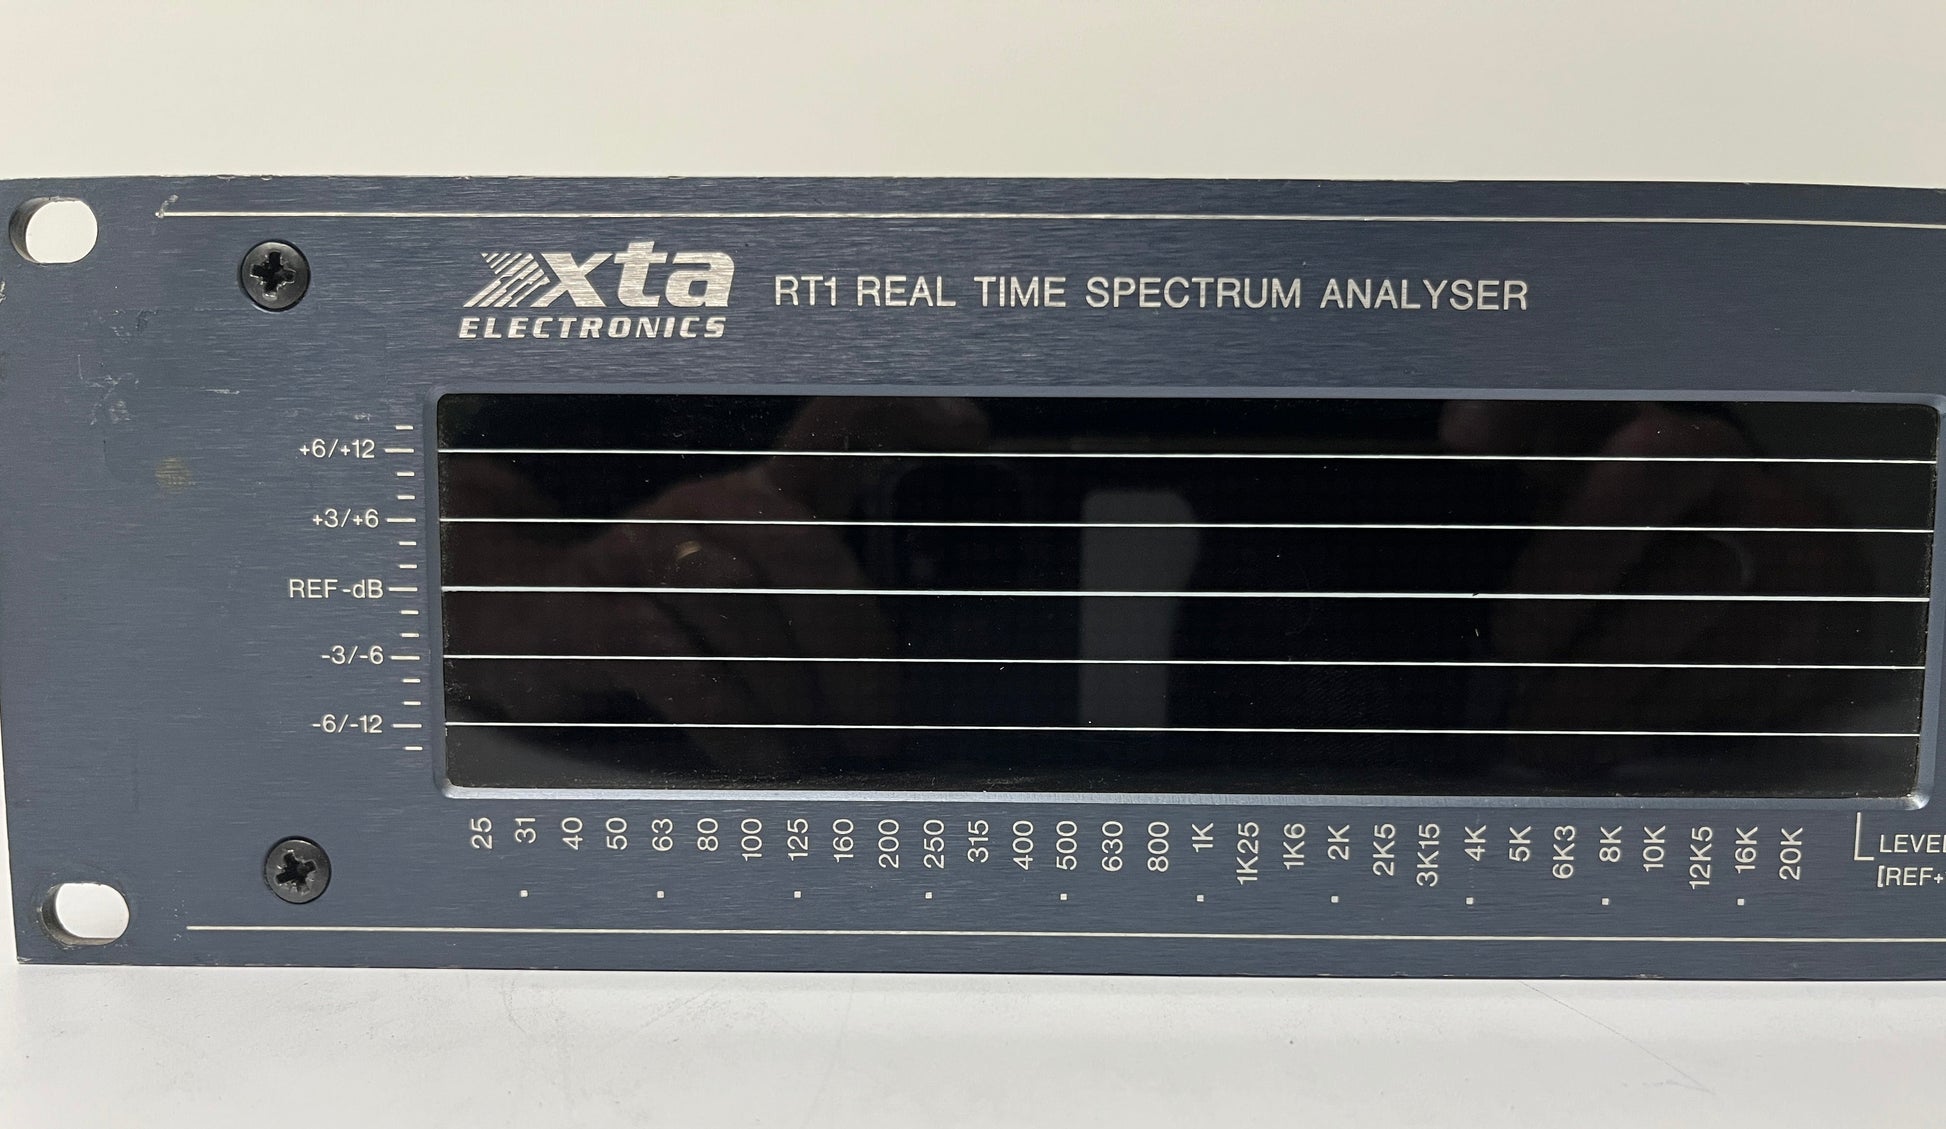 xta
ELECTRONICS
RT1 REAL TIME SPECTRUM ANALYSER
+6/+12
+3/+6
REF-dB
-3/-6
-6/-12
25 31 40 50 63 80 100 125 160 200 250 315 400 500 630 800 1K 1K25 1K6 2K 2K5 3K15 4K 5K 6K3 8K 10K 12K5 16K 20K
LEVEL
[REF+